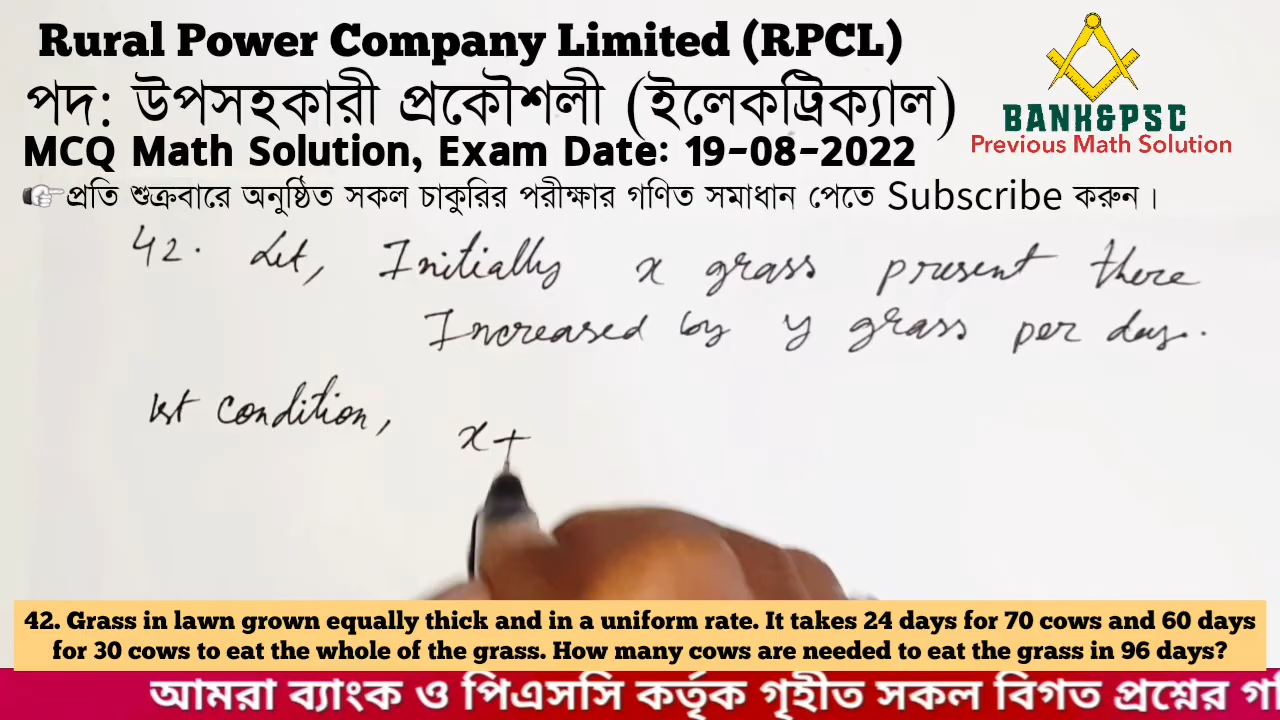 Rural Power Company Limited (RPCL)
পদ: উপসহকারী প্রকৌশলী (ইলেকট্রিক্যাল)
MCQ Math Solution, Exam Date: 19-08-2022
BANK&PSC
Previous Math Solution
প্রতি শুক্রবারে অনুষ্ঠিত সকল চাকুরির পরীক্ষার গণিত সমাধান পেতে Subscribe করুন।
42. Let, Initially x grass present there
Increased by y grass per day.
1st condition, x+
42. Grass in lawn grown equally thick and in a uniform rate. It takes 24 days for 70 cows and 60 days
for 30 cows to eat the whole of the grass. How many cows are needed to eat the grass in 96 days?
আমরা ব্যাংক ও পিএসসি কর্তৃক গৃহীত সকল বিগত প্রশ্নের